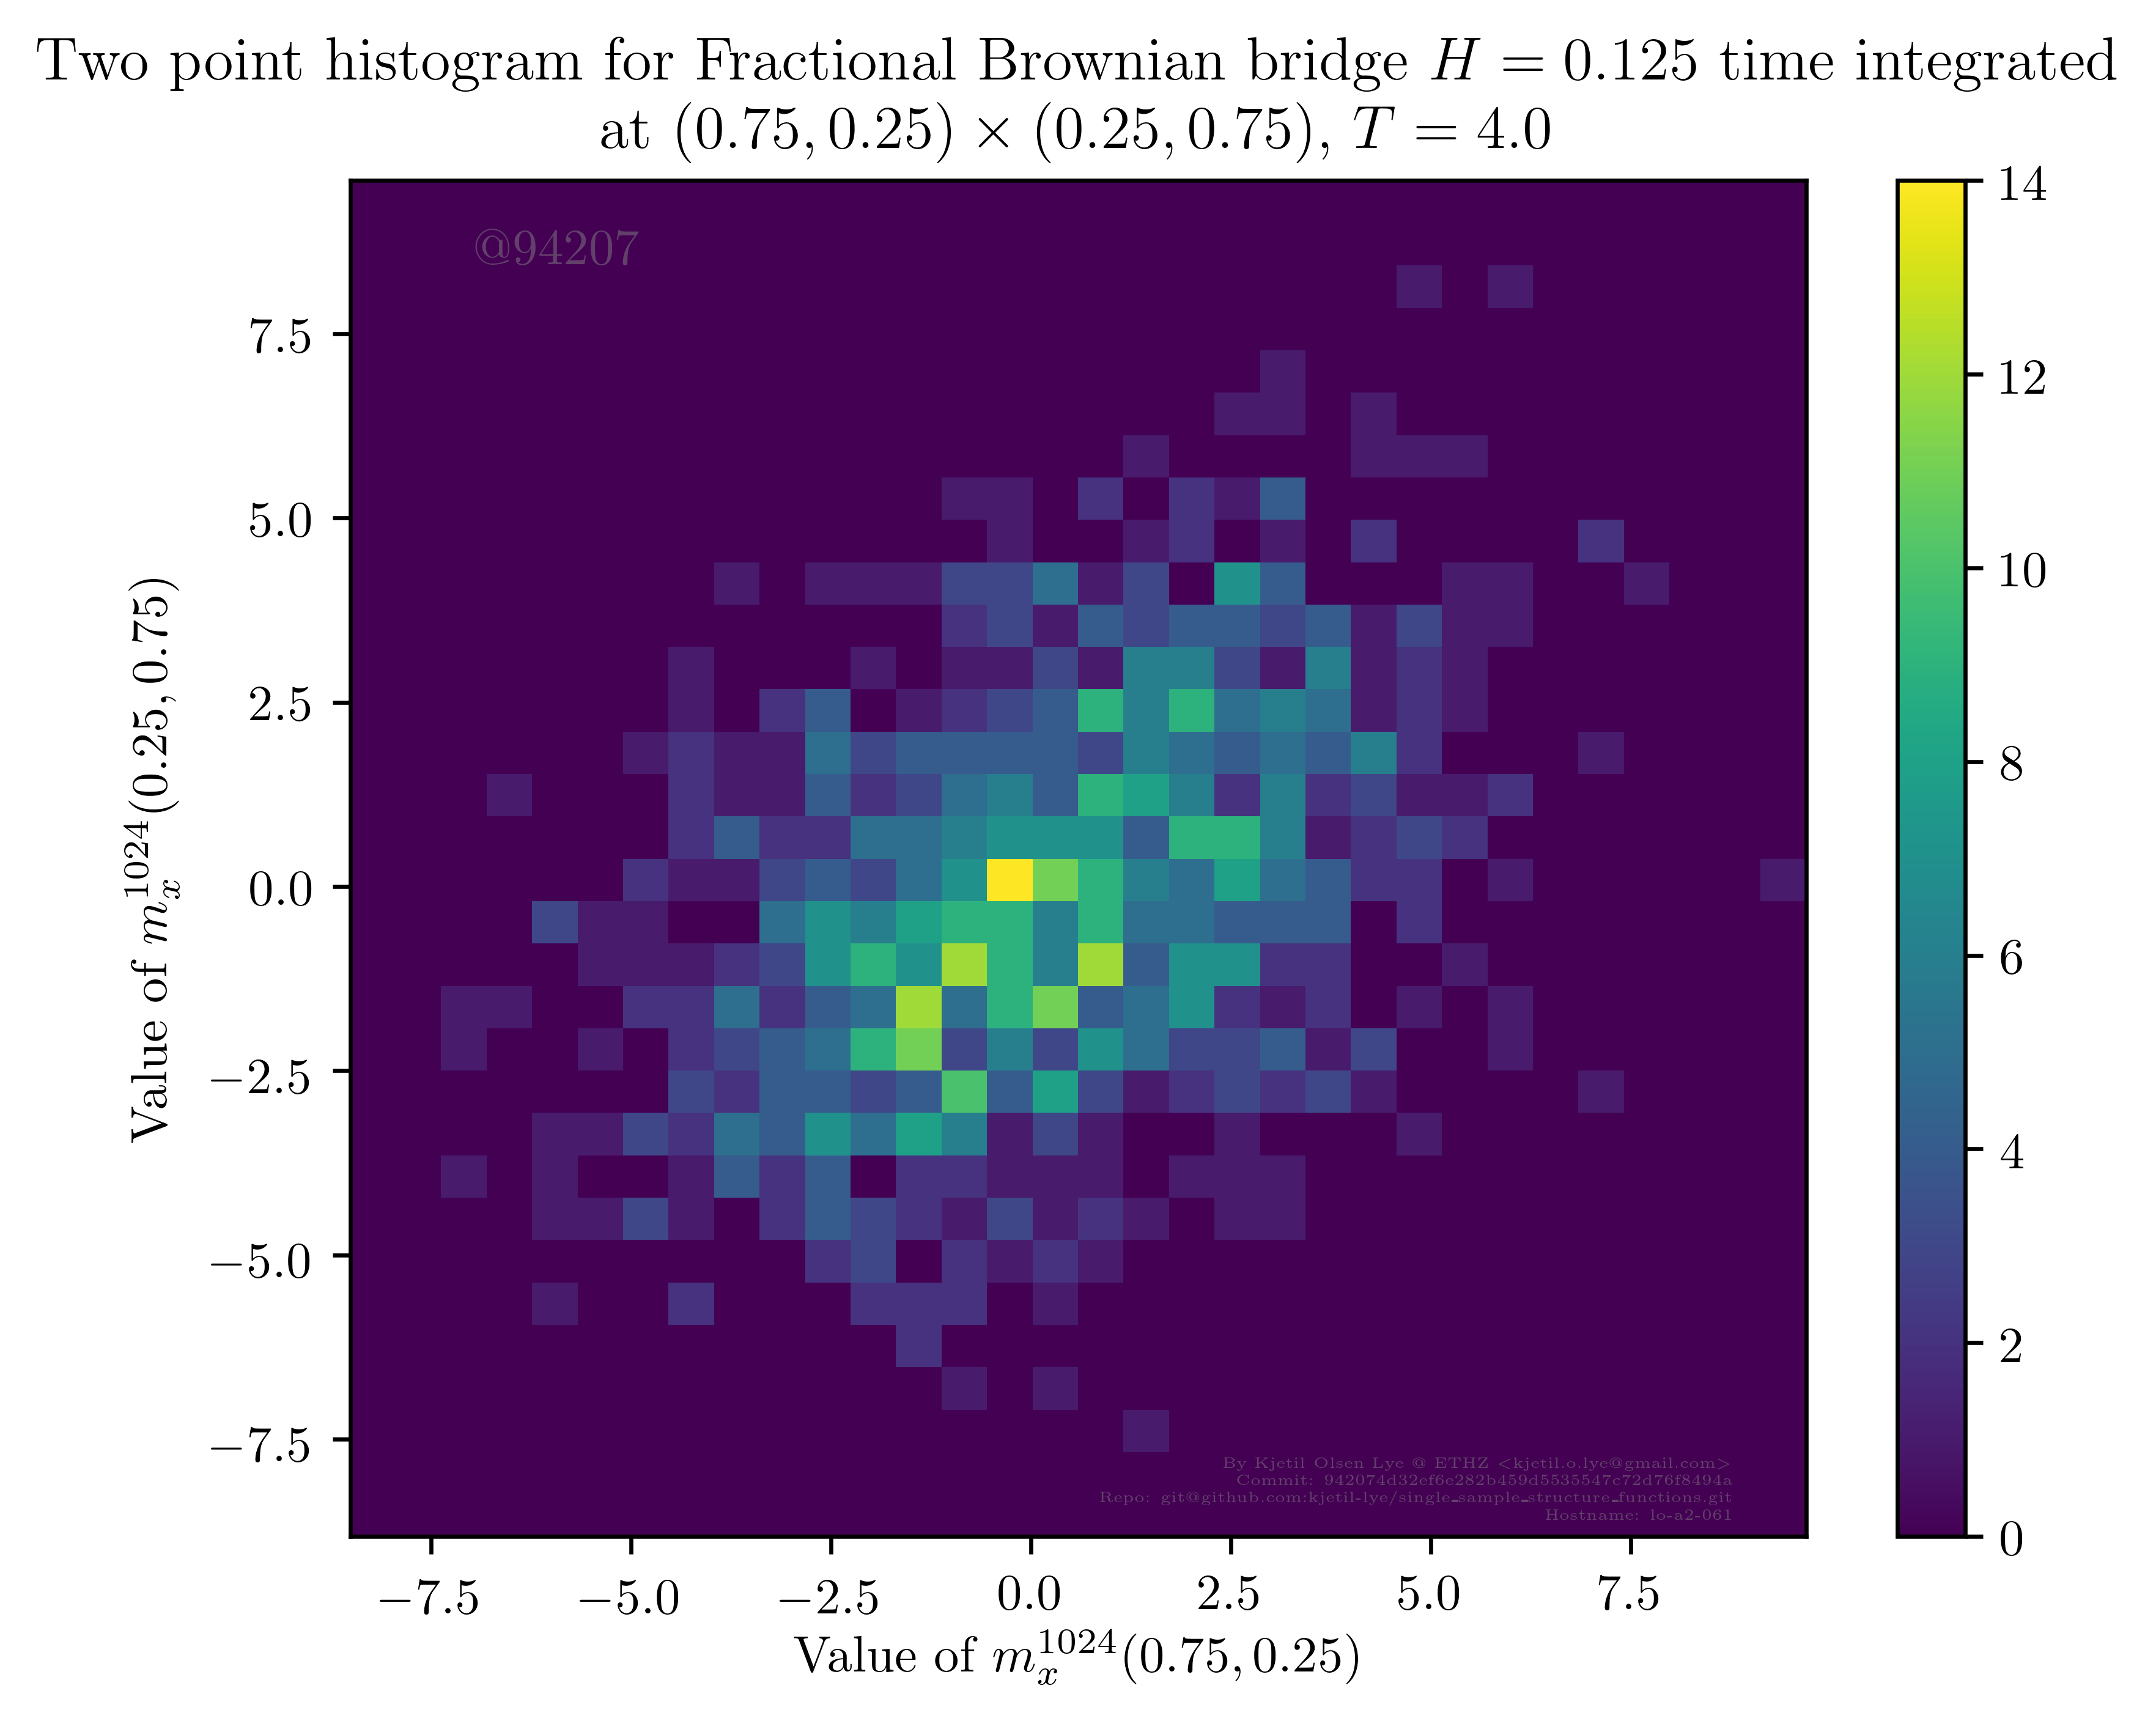 Two point histogram for Fractional Brownian bridge H = 0.125 time integrated
at (0.75, 0.25) × (0.25, 0.75), T = 4.0
@94207
14
12
10
8
6
4
2
0
7.5
5.0
2.5
0.0
−2.5
−5.0
−7.5
Value of m_x^1024(0.25, 0.75)
By Kjetil Olsen Lye @ ETHZ <kjetil.o.lye@gmail.com>
Commit: 942074d32ef6e282b459d5535547c72d76f8494a
Repo: git@github.com:kjetil-lye/single_sample_structure_functions.git
Hostname: lo-a2-061
−7.5 −5.0 −2.5 0.0 2.5 5.0 7.5
Value of m_x^1024(0.75, 0.25)